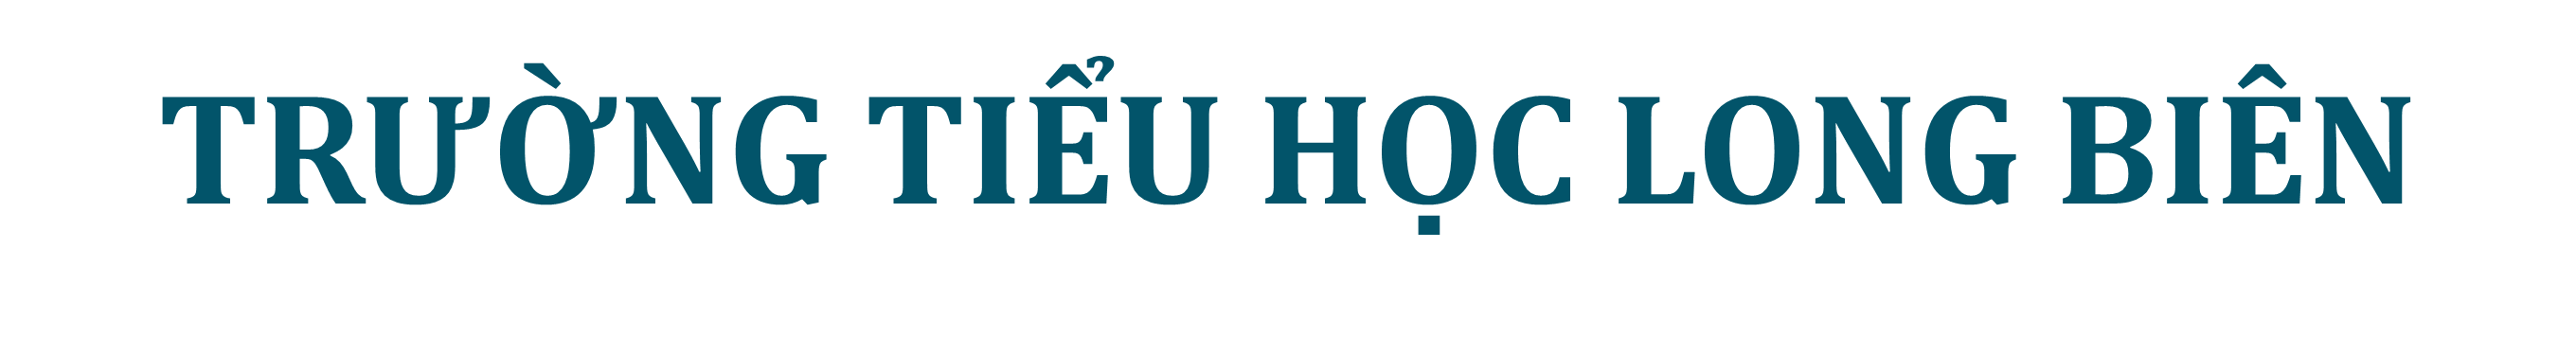 TRƯỜNG TIỂU HỌC LONG BIÊN